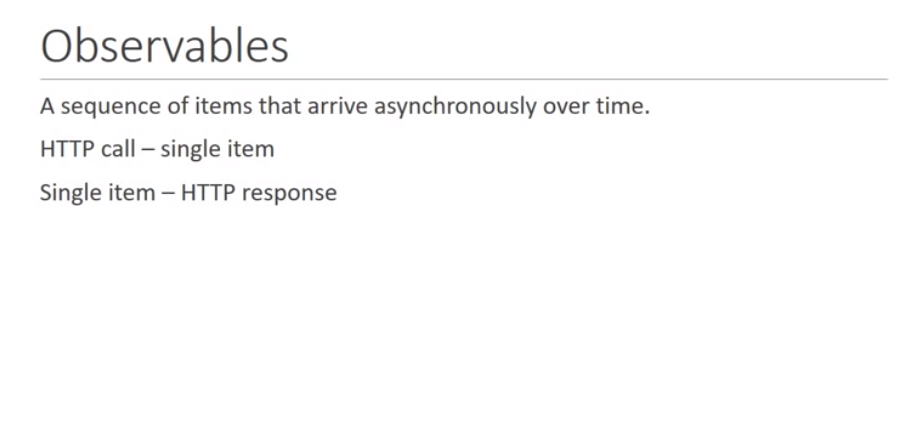 Observables
A sequence of items that arrive asynchronously over time.
HTTP call – single item
Single item – HTTP response